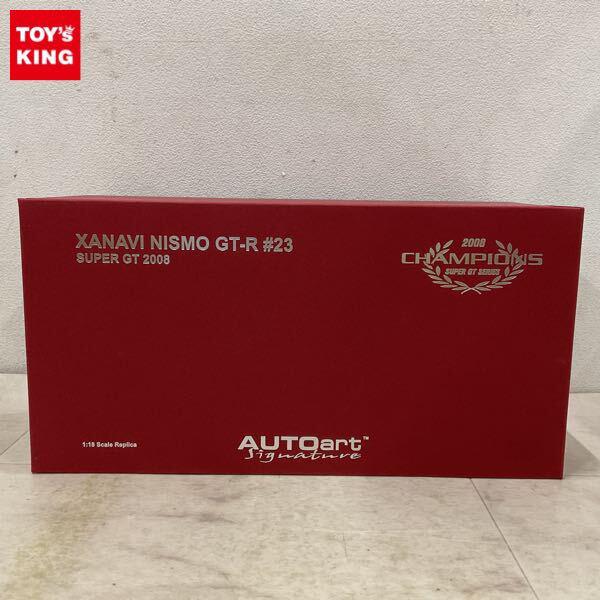 TOY's
KING
XANAVI NISMO GT-R #23
SUPER GT 2008
2008
CHAMPIONS
SUPER GT SERIES
1:18 Scale Replica
AUTOart™
Signature